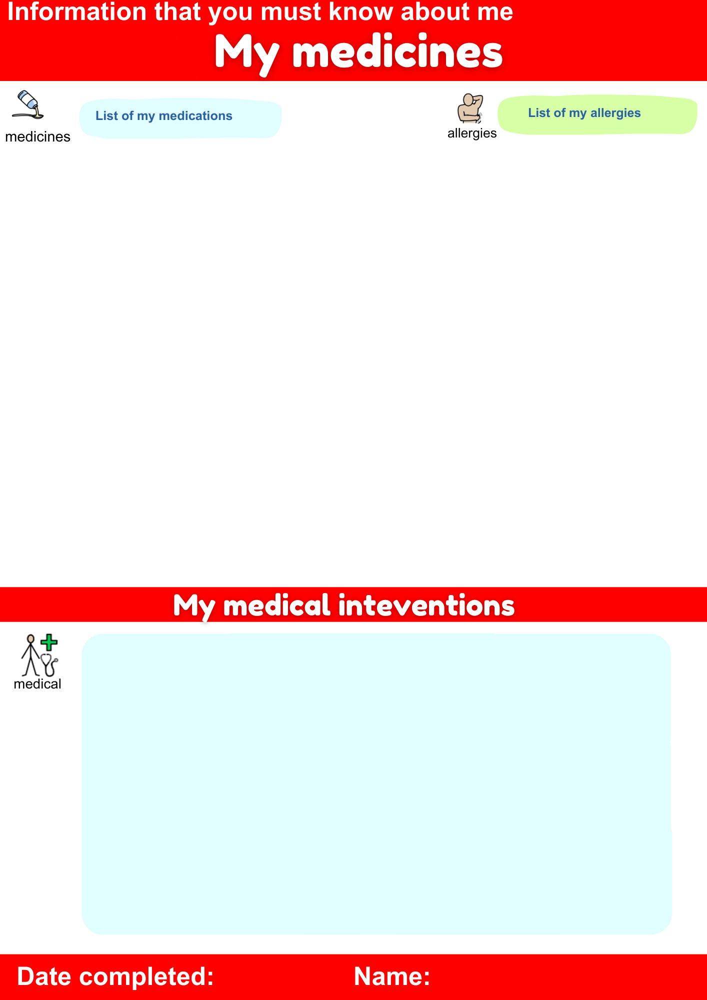 Information that you must know about me
My medicines
List of my medications
medicines
List of my allergies
allergies
My medical inteventions
medical
Date completed:
Name: